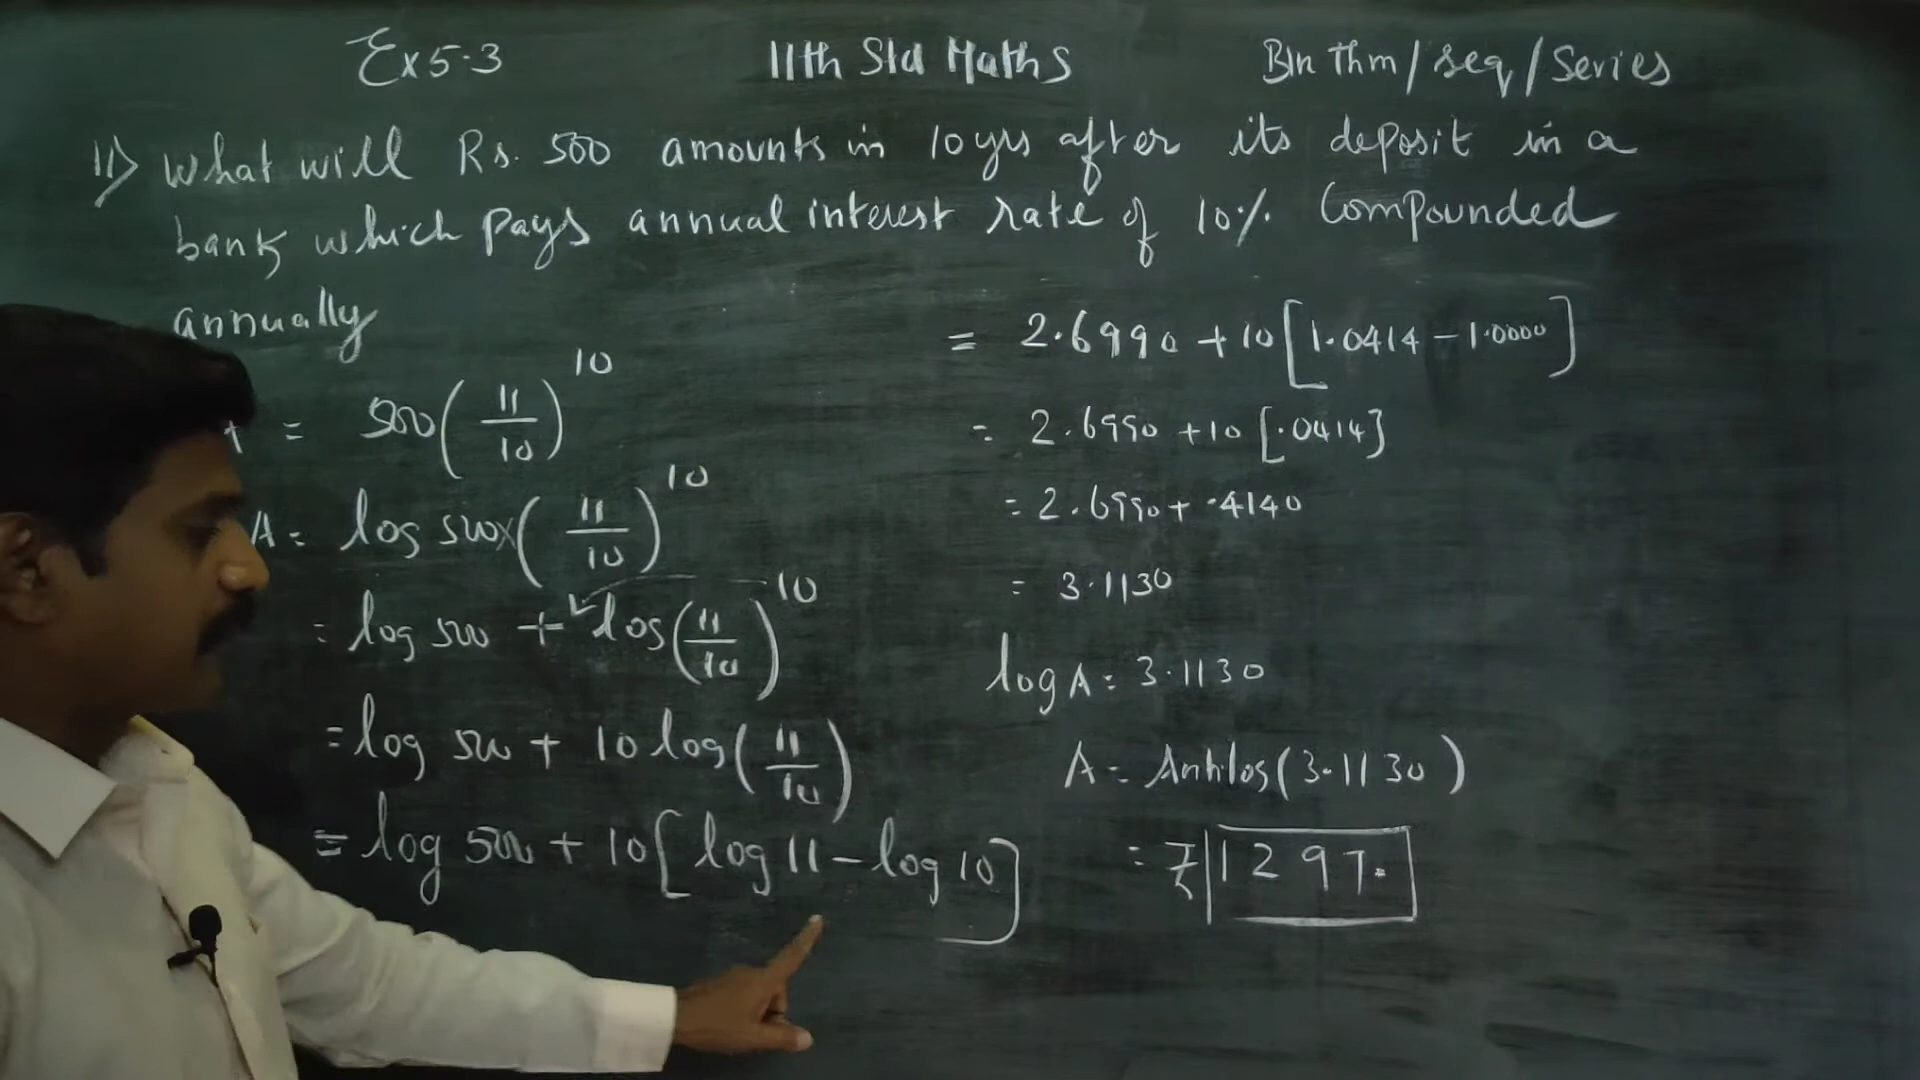 Ex 5.3 11th Std Maths Bin Thm / Seq / Series
11) What will Rs. 500 amounts in 10 yrs after its deposit in a
bank which pays annual interest rate of 10% Compounded
annually
= 500 (11/10)^10
A = log 500 x (11/10)^10
= log 500 + log (11/10)^10
= log 500 + 10 log (11/10)
= log 500 + 10 [log 11 - log 10]
= 2.6990 + 10 [1.0414 - 1.0000]
= 2.6990 + 10 [.0414]
= 2.6990 + .4140
= 3.1130
log A = 3.1130
A = Antilog (3.1130)
= ₹ 1297.